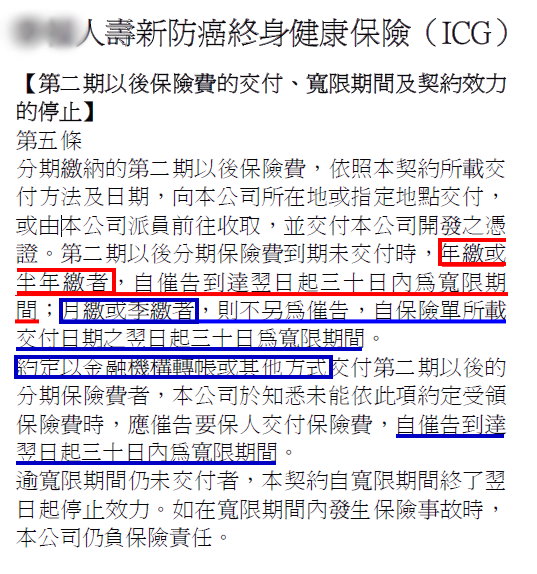 人壽新防癌終身健康保險（ICG）
【第二期以後保險費的交付、寬限期間及契約效力
的停止】
第五條
分期繳納的第二期以後保險費，依照本契約所載交
付方法及日期，向本公司所在地或指定地點交付，
或由本公司派員前往收取，並交付本公司開發之憑
證。第二期以後分期保險費到期未交付時，年繳或
半年繳者，自催告到達翌日起三十日內為寬限期
間；月繳或季繳者，則不另為催告，自保險單所載
交付日期之翌日起三十日為寬限期間。
約定以金融機構轉帳或其他方式交付第二期以後的
分期保險費者，本公司於知悉未能依此項約定受領
保險費時，應催告要保人交付保險費，自催告到達
翌日起三十日內為寬限期間。
逾寬限期間仍未交付者，本契約自寬限期間終了翌
日起停止效力。如在寬限期間內發生保險事故時，
本公司仍負保險責任。